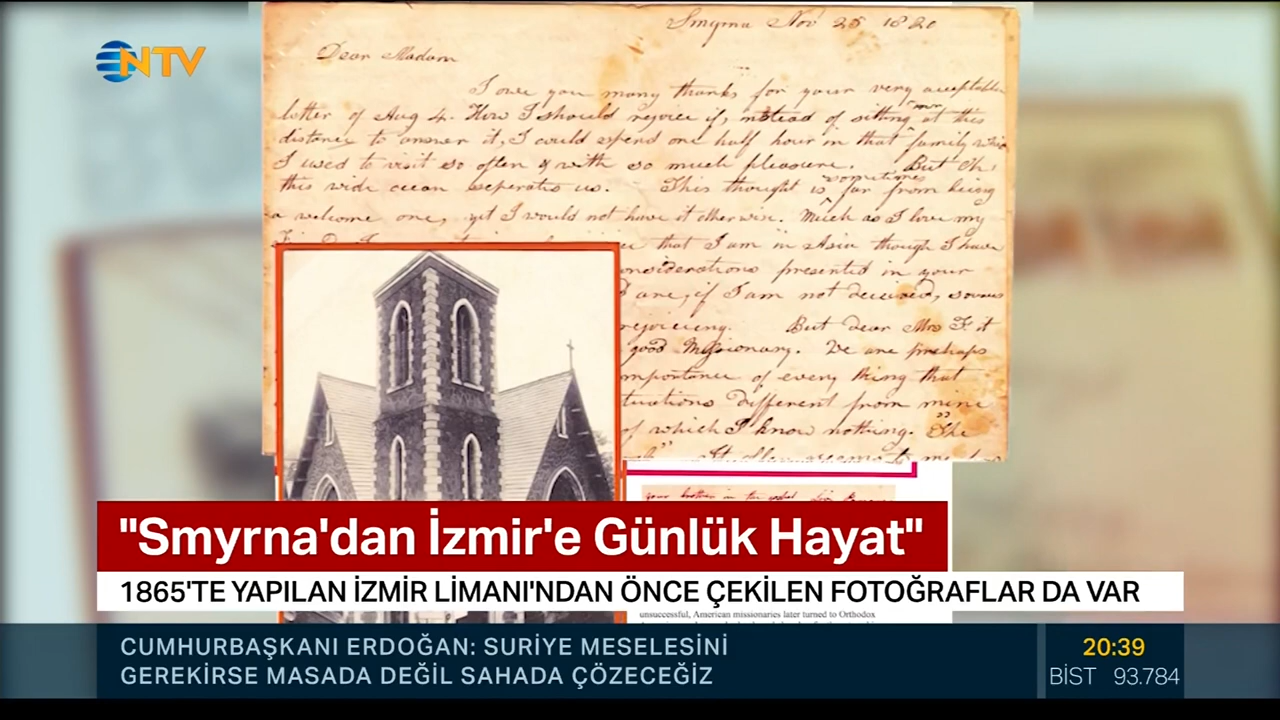 Smyrna Nov 25 1820
NTV
Dear Madam
I owe you many thanks for your very acceptable
letter of Aug 4. How I should rejoice if, instead of sitting at this
distance to answer it, I could spend one half hour in that family
I used to visit so often & with so much pleasure. But Oh!
sometimes
this wide ocean seperates us. This thought is far from being
a welcome one, yet I would not have it otherwise. Much as I love my
that I am in Asia though I have
considerations presented in your
are, if I am not deceived,
rejoicing. But dear Mrs F it
good Missionary. We are perhaps
importance of every thing that
different from mine
of which I know nothing. The
"Smyrna'dan İzmir'e Günlük Hayat"
1865'TE YAPILAN İZMİR LİMANI'NDAN ÖNCE ÇEKİLEN FOTOĞRAFLAR DA VAR
unsuccessful, American missionaries later turned to Orthodox
CUMHURBAŞKANI ERDOĞAN: SURİYE MESELESİNİ
GEREKİRSE MASADA DEĞİL SAHADA ÇÖZECEĞİZ
20:39
BİST 93.784